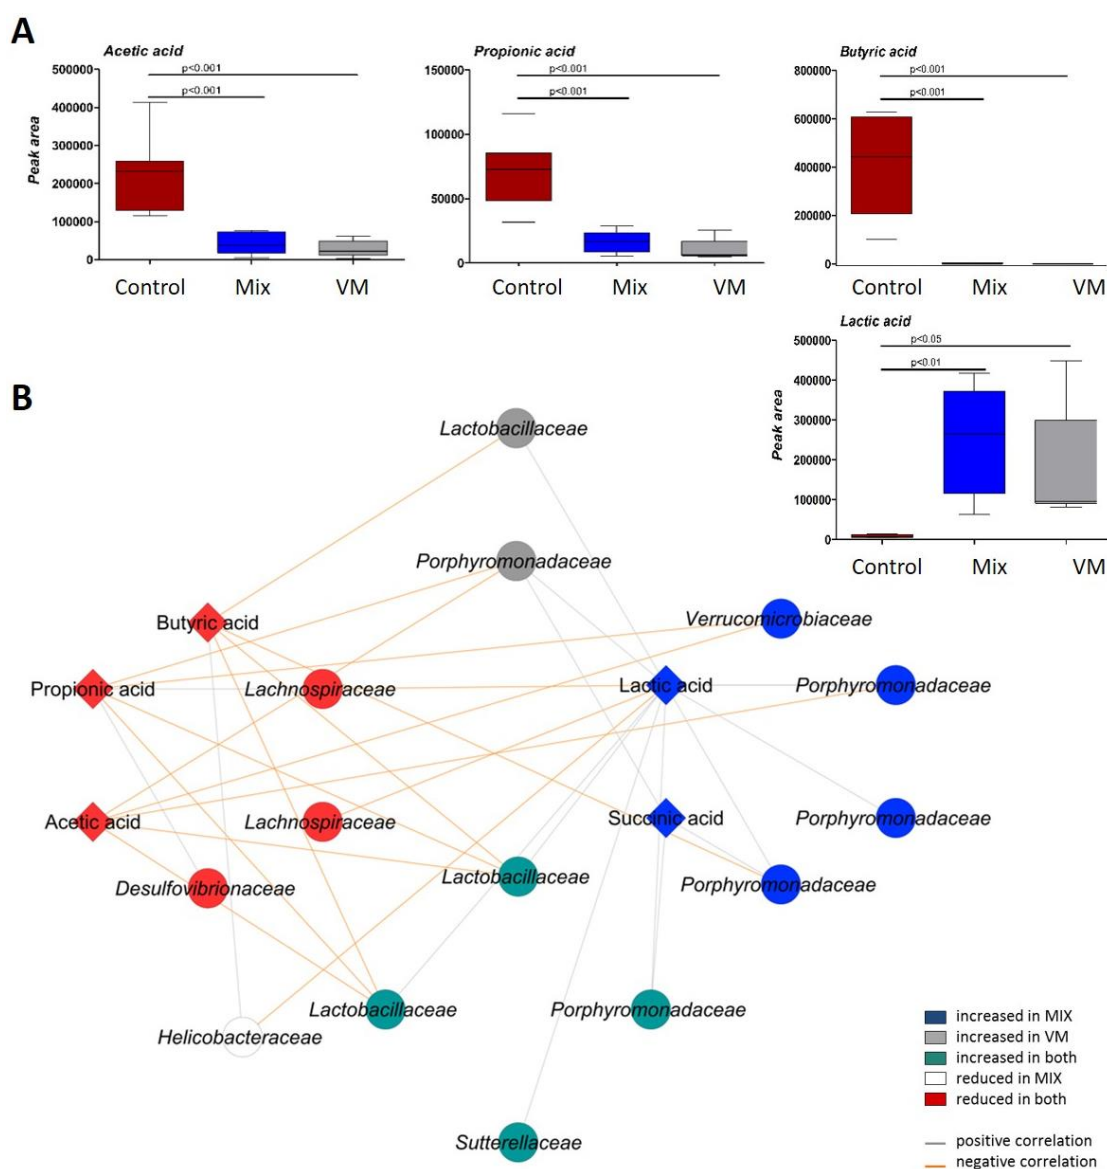 A
Acetic acid
Peak area
500000
400000
300000
200000
100000
0
p<0.001
p<0.001
Control Mix VM
Propionic acid
150000
100000
50000
0
p<0.001
p<0.001
Control Mix VM
Butyric acid
800000
600000
400000
200000
0
p<0.001
p<0.001
Control Mix VM
Lactic acid
Peak area
500000
400000
300000
200000
100000
0
p<0.05
p<0.01
Control Mix VM
B
Lactobacillaceae
Porphyromonadaceae
Butyric acid
Verrucomicrobiaceae
Propionic acid
Lachnospiraceae
Lactic acid
Porphyromonadaceae
Acetic acid
Lachnospiraceae
Succinic acid
Porphyromonadaceae
Desulfovibrionaceae
Lactobacillaceae
Porphyromonadaceae
Lactobacillaceae
Porphyromonadaceae
Helicobacteraceae
Sutterellaceae
increased in MIX
increased in VM
increased in both
reduced in MIX
reduced in both
positive correlation
negative correlation